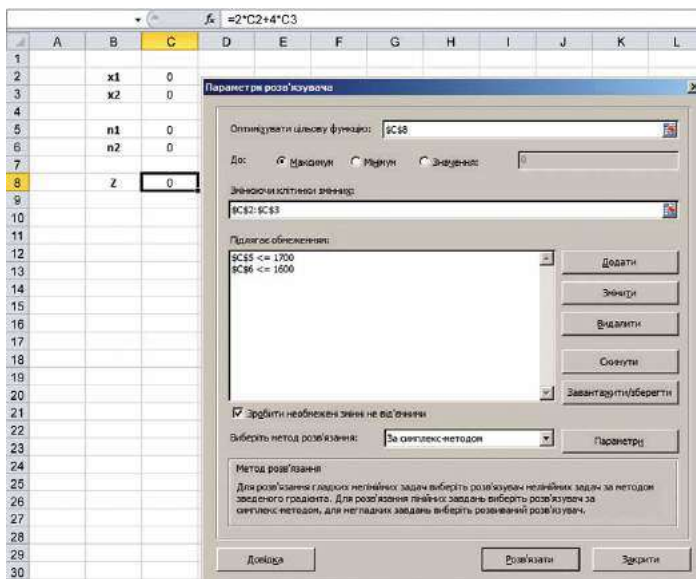 fx =2*C2+4*C3
A B C D E F G H I J K L
1
2 x1 0
3 x2 0
4
5 n1 0
6 n2 0
7
8 Z 0
9
10
11
12
13
14
15
16
17
18
19
20
21
22
23
24
25
26
27
28
29
30
Параметри розв'язувача
Оптимізувати цільову функцію: $C$8
До: Максимум Мінімум Значення: 0
Змінюючи клітинки змінних:
$C$2:$C$3
Підлягає обмеженням:
$C$5 <= 1700
$C$6 <= 1600
Додати
Змінити
Видалити
Скинути
Завантажити/зберегти
Зробити необмежені змінні не від'ємними
Виберіть метод розв'язання: За симплекс-методом
Параметри
Метод розв'язання
Для розв'язання гладких нелінійних задач виберіть розв'язувач нелінійних задач за методом
зведеного градієнта. Для розв'язання лінійних завдань виберіть розв'язувач за
симплекс-методом, для негладких завдань виберіть розвиваний розв'язувач.
Довідка
Розв'язати
Закрити